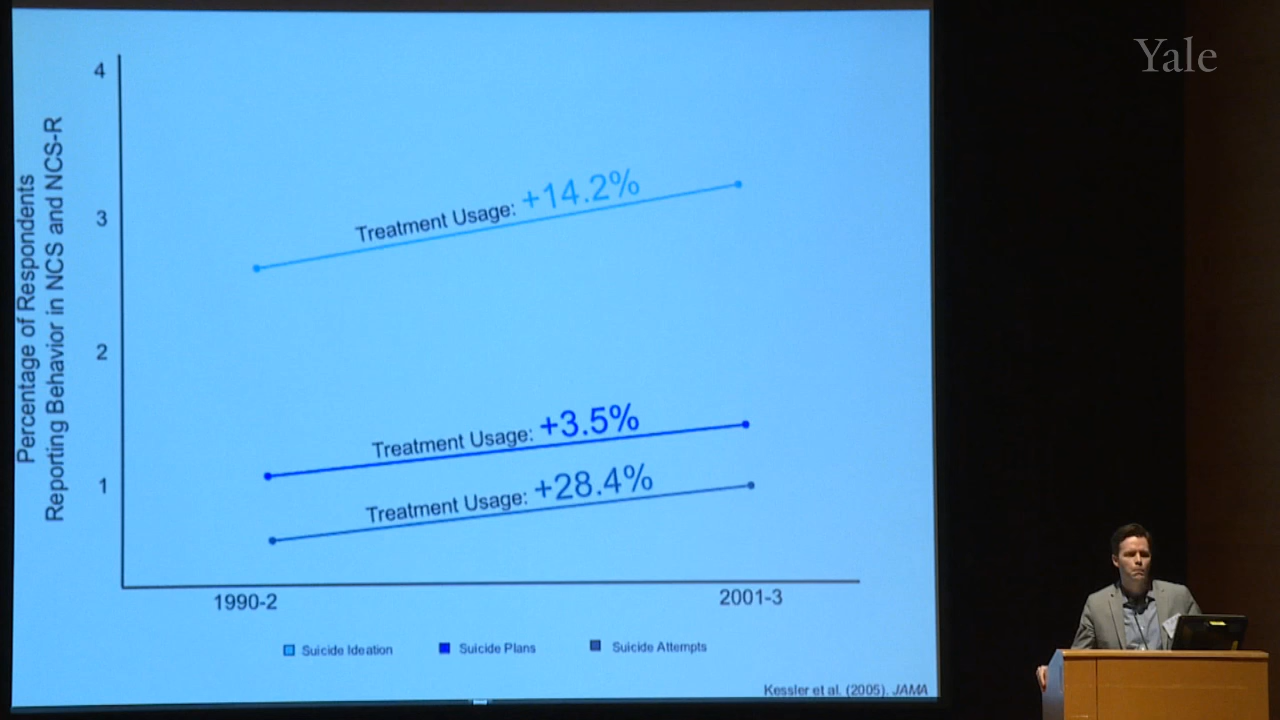 Yale
4
3
2
1
Percentage of Respondents
Reporting Behavior in NCS and NCS-R
Treatment Usage: +14.2%
Treatment Usage: +3.5%
Treatment Usage: +28.4%
1990-2
2001-3
Suicide Ideation
Suicide Plans
Suicide Attempts
Kessler et al. (2005). JAMA